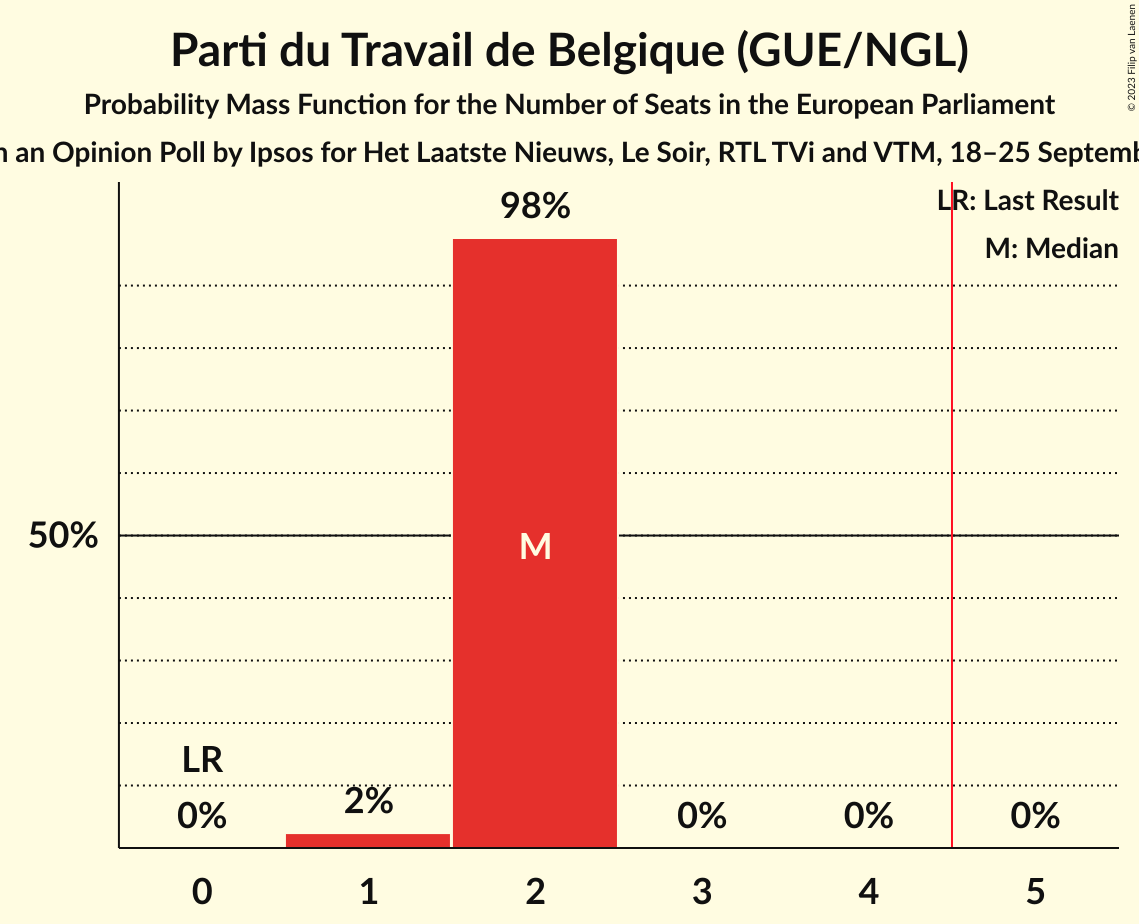 Parti du Travail de Belgique (GUE/NGL)
Probability Mass Function for the Number of Seats in the European Parliament
an Opinion Poll by Ipsos for Het Laatste Nieuws, Le Soir, RTL TVi and VTM, 18–25
© 2023 Filip van Laenen
LR: Last Result
M: Median
98%
50%
M
LR
0%
2%
0%
0%
0%
0
1
2
3
4
5